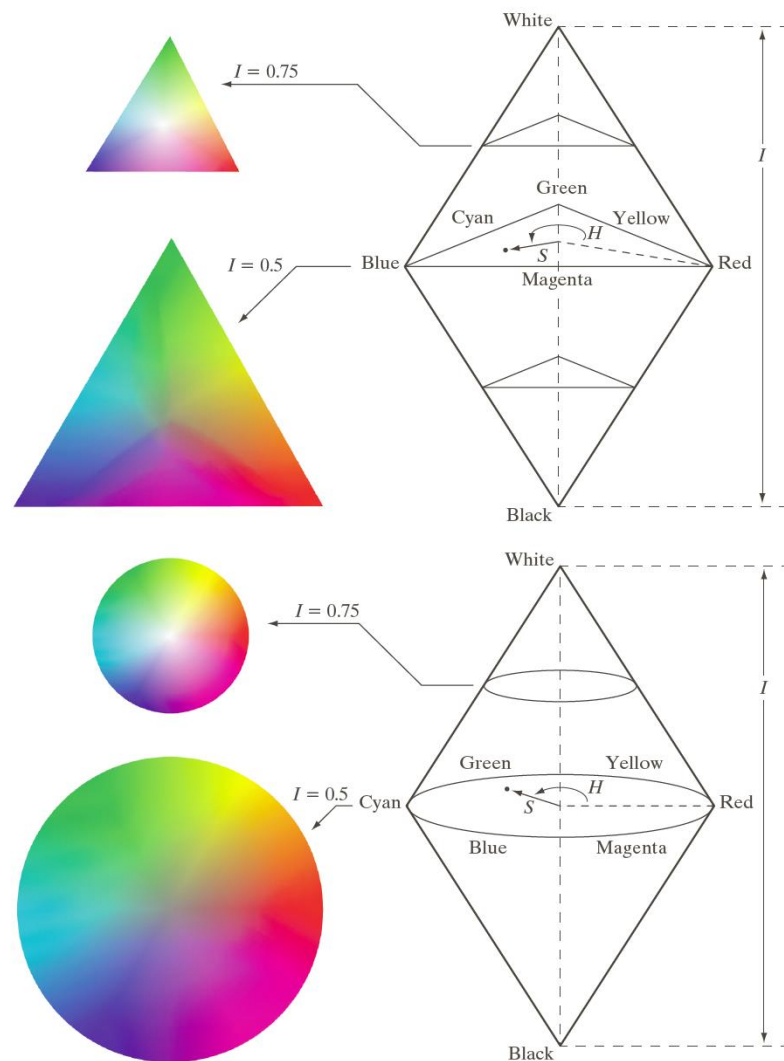 White
I = 0.75
I
Green
Cyan Yellow
H
I = 0.5 Blue S Red
Magenta
Black
White
I = 0.75
I
Green Yellow
H
I = 0.5 Cyan S Red
Blue Magenta
Black